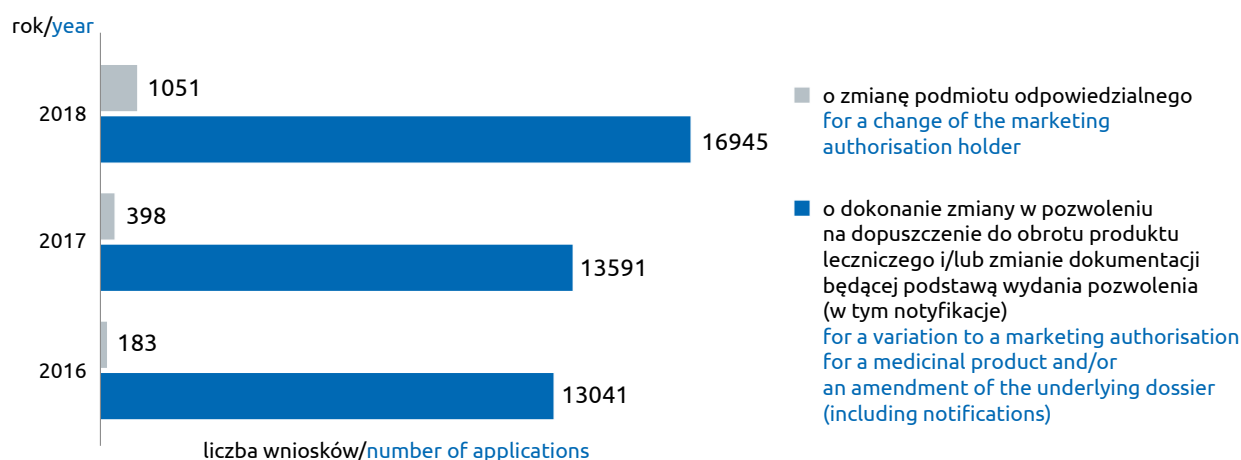 rok/year
1051
2018
16945
398
2017
13591
183
2016
13041
liczba wniosków/number of applications
o zmianę podmiotu odpowiedzialnego
for a change of the marketing
authorisation holder
o dokonanie zmiany w pozwoleniu
na dopuszczenie do obrotu produktu
leczniczego i/lub zmianie dokumentacji
będącej podstawą wydania pozwolenia
(w tym notyfikacje)
for a variation to a marketing authorisation
for a medicinal product and/or
an amendment of the underlying dossier
(including notifications)